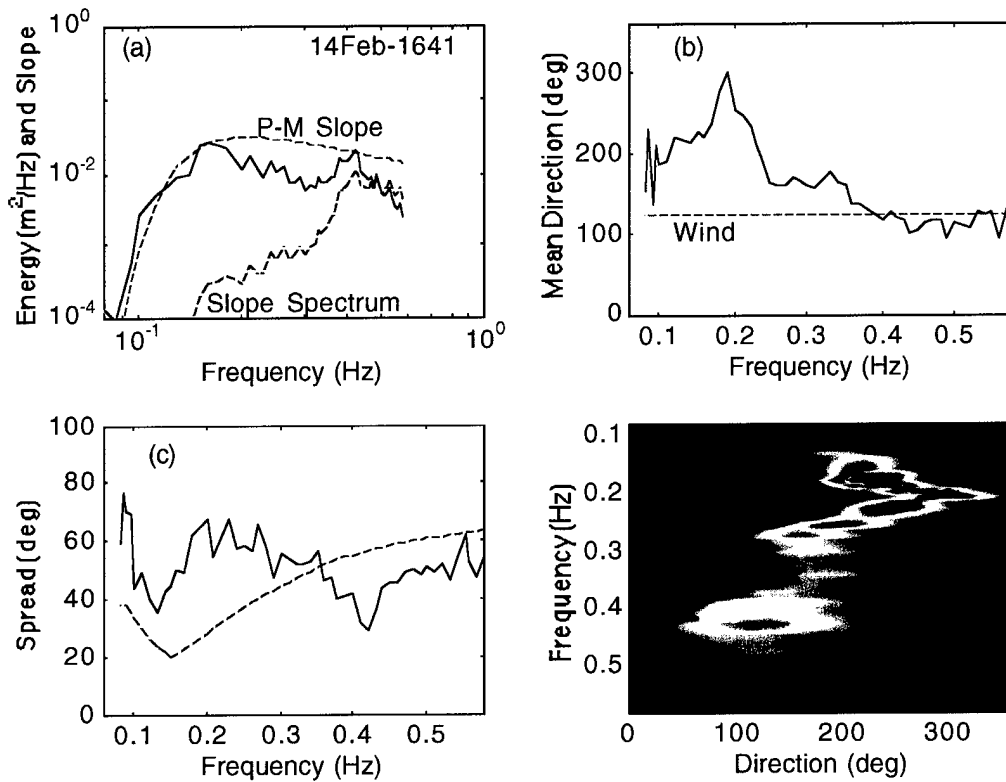 (a) 14Feb-1641
10^0
10^-2
10^-4
Energy(m^2/Hz) and Slope
P-M Slope
Slope Spectrum
10^-1 10^0
Frequency (Hz)
(b)
300
200
100
0
Mean Direction (deg)
Wind
0.1 0.2 0.3 0.4 0.5
Frequency (Hz)
(c)
100
80
60
40
20
0
Spread (deg)
0.1 0.2 0.3 0.4 0.5
Frequency (Hz)
0.1
0.2
0.3
0.4
0.5
Frequency(Hz)
0 100 200 300
Direction (deg)